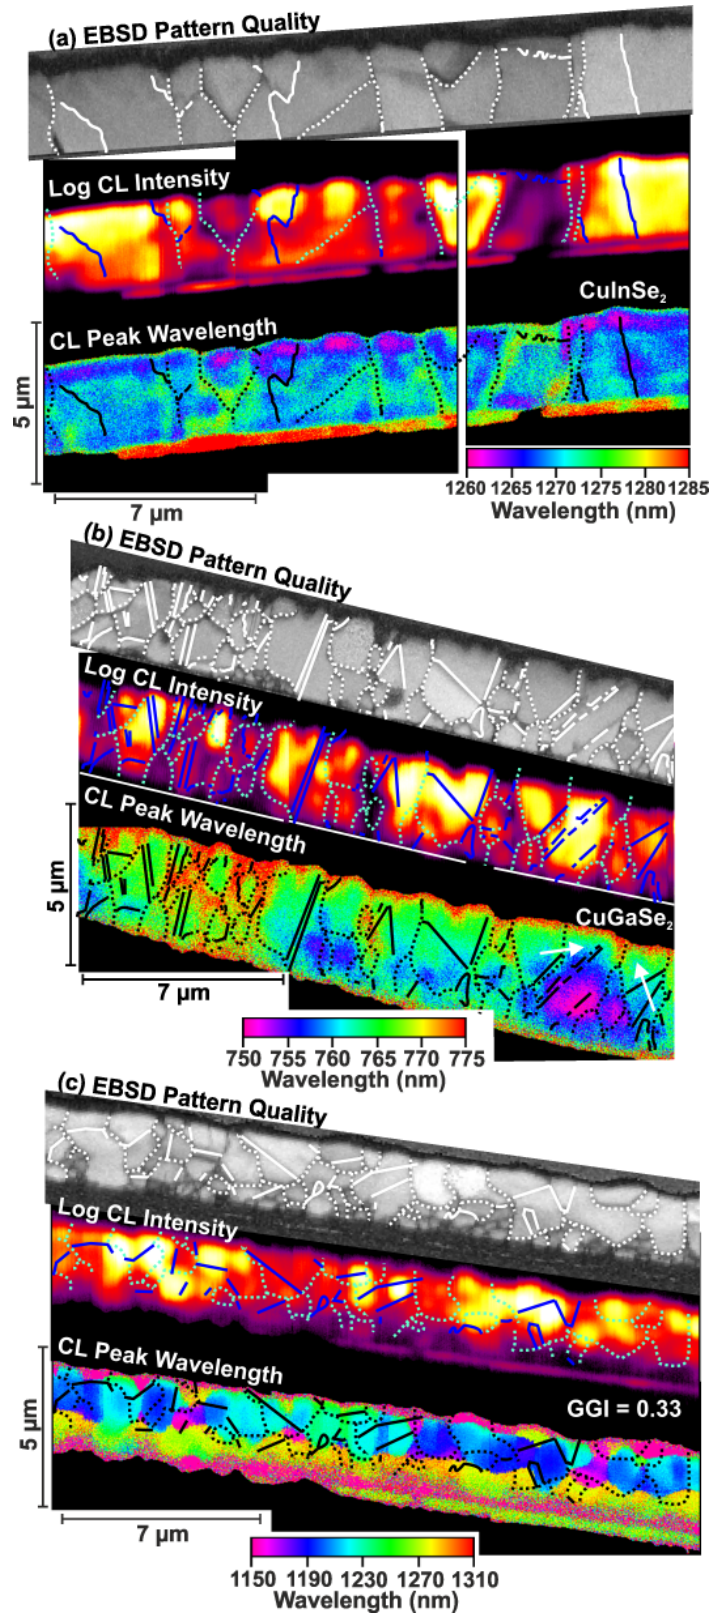 (a) EBSD Pattern Quality
Log CL Intensity
CuInSe2
CL Peak Wavelength
5 µm
7 µm
1260 1265 1270 1275 1280 1285
Wavelength (nm)
(b) EBSD Pattern Quality
Log CL Intensity
CL Peak Wavelength
5 µm
CuGaSe2
7 µm
750 755 760 765 770 775
Wavelength (nm)
(c) EBSD Pattern Quality
Log CL Intensity
CL Peak Wavelength
GGI = 0.33
5 µm
7 µm
1150 1190 1230 1270 1310
Wavelength (nm)